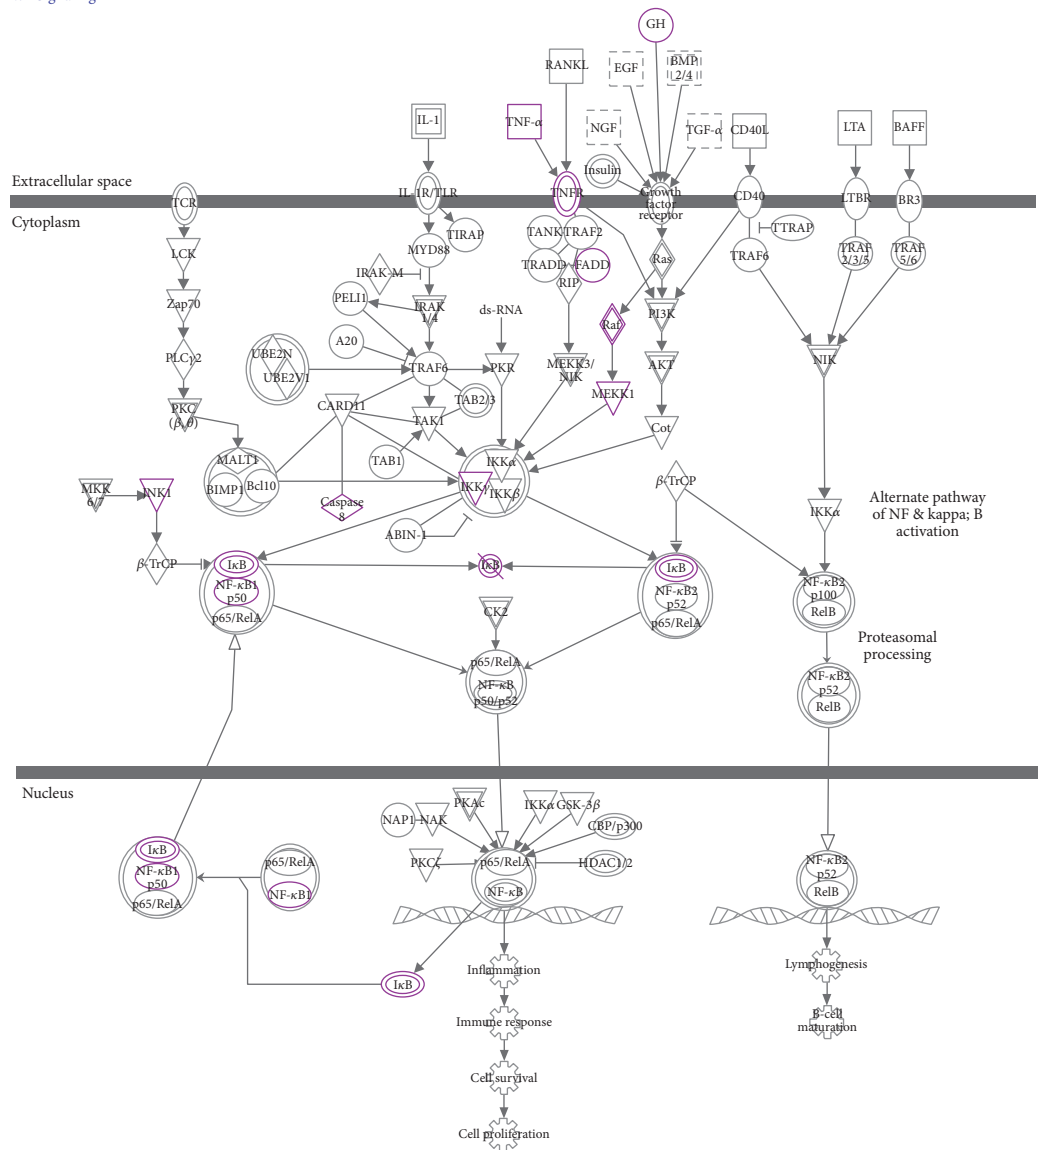 GH
RANKL
EGF
BMP
2/4
IL-1
TNF-α
NGF
TGF-α
CD40L
LTA
BAFF
Insulin
Extracellular space
TCR
IL-1R/TLR
TNFR
Growth
factor
receptor
CD40
LTBR
BR3
Cytoplasm
TIRAP
TANK
TRAF2
TTRAP
LCK
MYD88
TRADD
FADD
Ras
TRAF6
TRAF
2/3/5
TRAF
5/6
IRAK-M
RIP
PELI1
Zap70
IRAK
1/4
ds-RNA
Raf
PI3K
A20
UBE2N
UBE2V1
PLCγ2
TRAF6
PKR
MEKK3/
NIK
AKT
NIK
MEKK1
PKC
(β,θ)
CARD11
TAB2/3
TAK1
Cot
MALT1
TAB1
IKKα
BIMP1
Bcl10
IKKγ
IKKβ
β-TrCP
MKK
6/7
JNK1
Caspase
8
ABIN-1
IKKα
Alternate pathway
of NF & kappa; B
activation
β-TrCP
IκB
NF-κB1
p50
p65/RelA
IκB
IκB
NF-κB2
p52
p65/RelA
NF-κB2
p100
RelB
CK2
Proteasomal
processing
p65/RelA
NF-κB
p50/p52
NF-κB2
p52
RelB
Nucleus
NAP1
NAK
PKAc
IKKα
GSK-3β
CBP/p300
PKCζ
p65/RelA
HDAC1/2
NF-κB
IκB
NF-κB1
p50
p65/RelA
p65/RelA
NF-κB1
NF-κB2
p52
RelB
IκB
Inflammation
Immune response
Cell survival
Cell proliferation
Lymphogenesis
B-cell
maturation